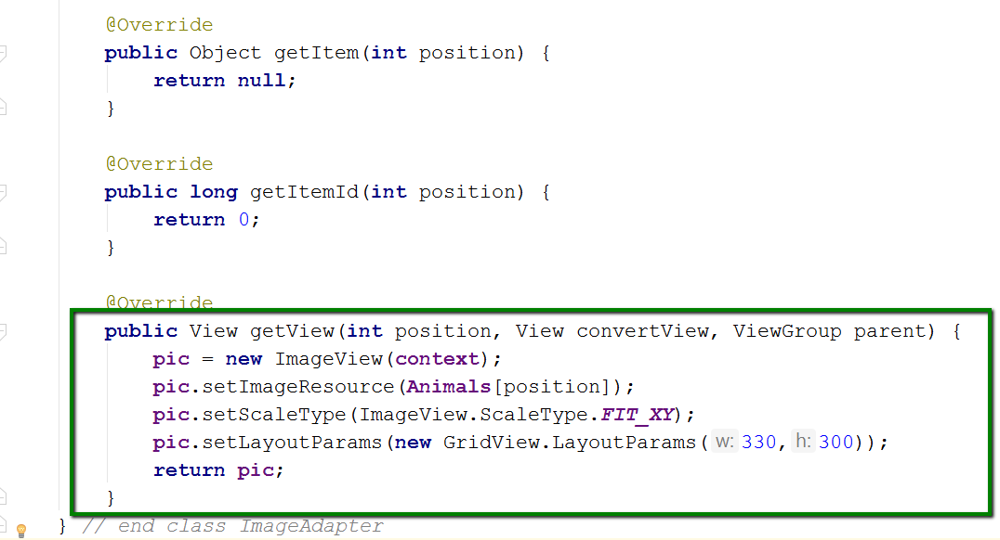 @Override
public Object getItem(int position) {
return null;
}
@Override
public long getItemId(int position) {
return 0;
}
@Override
public View getView(int position, View convertView, ViewGroup parent) {
pic = new ImageView(context);
pic.setImageResource(Animals[position]);
pic.setScaleType(ImageView.ScaleType.FIT_XY);
pic.setLayoutParams(new GridView.LayoutParams( w: 330, h: 300));
return pic;
}
} // end class ImageAdapter